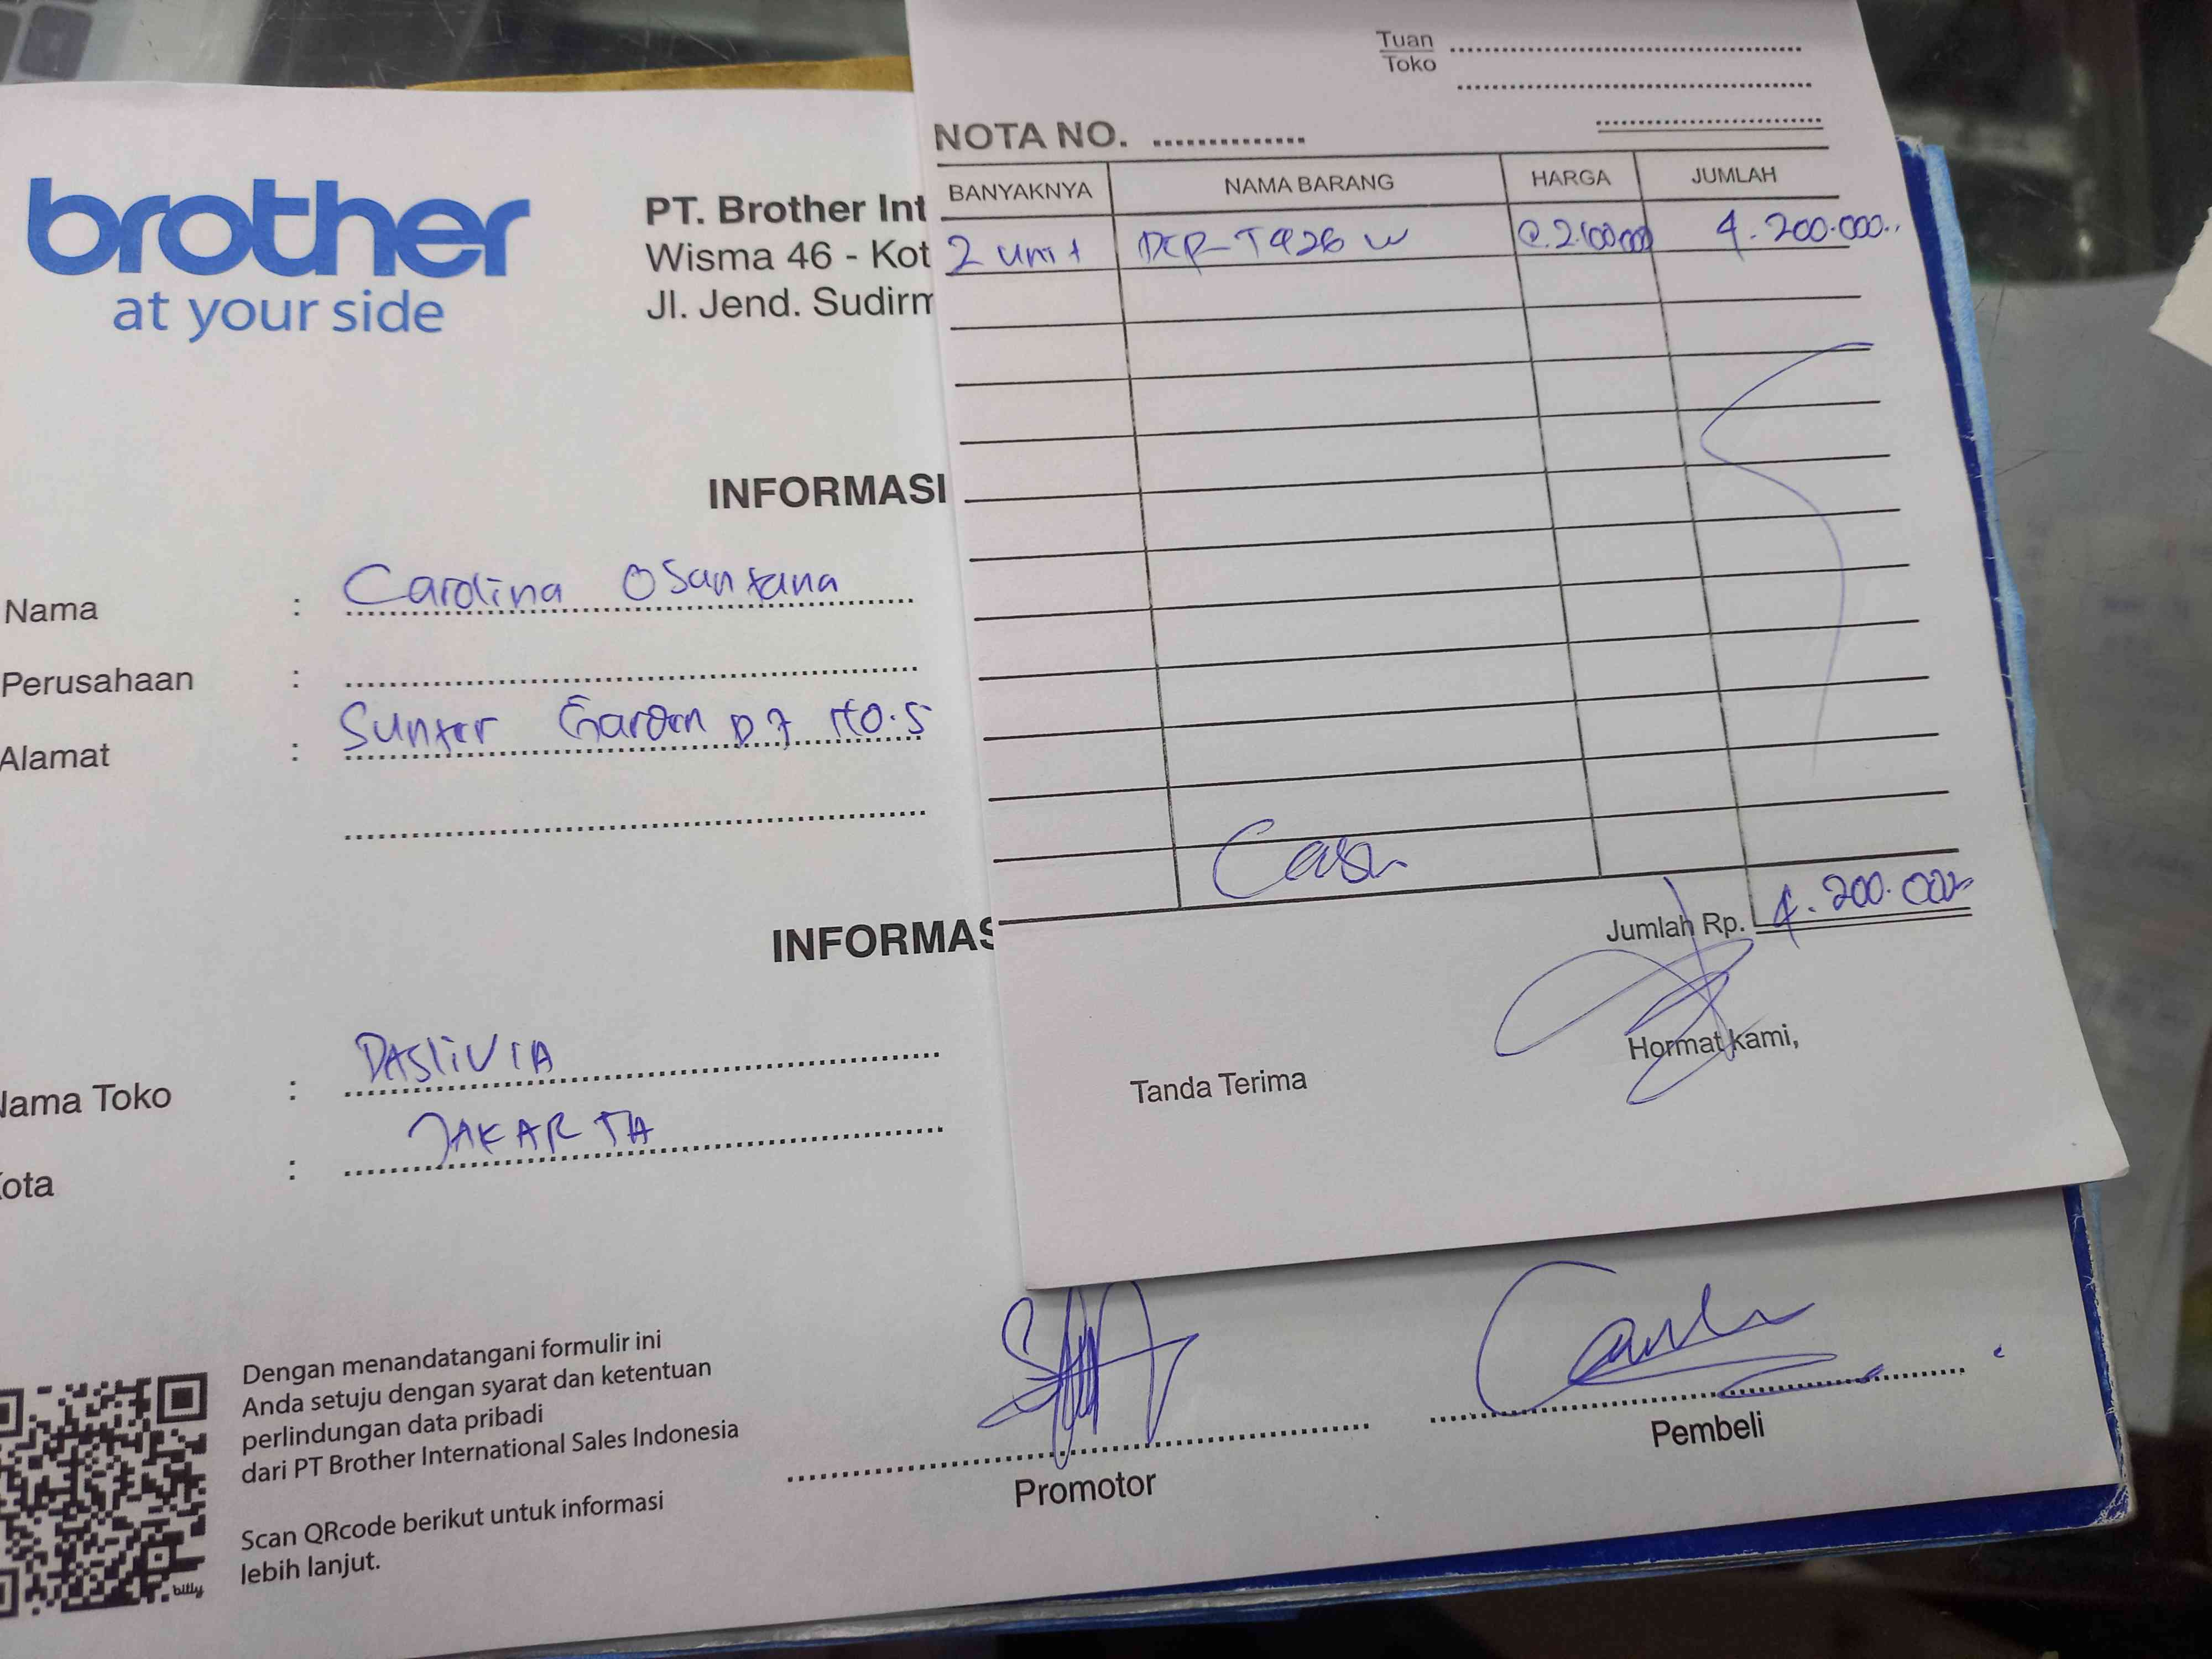 brother
at your side
PT. Brother Int
Wisma 46 - Kot
Jl. Jend. Sudirm
INFORMASI
Nama : Carolina Osantana
Perusahaan :
Alamat : Sunter Garden D7 No.5
INFORMAS
Nama Toko : DASLIVIA
Kota : JAKARTA
Dengan menandatangani formulir ini
Anda setuju dengan syarat dan ketentuan
perlindungan data pribadi
dari PT Brother International Sales Indonesia
Scan QRcode berikut untuk informasi
lebih lanjut.
billy
Promotor
Pembeli
Tuan
Toko
NOTA NO.
BANYAKNYA NAMA BARANG HARGA JUMLAH
2 unit DCP-T426W @2.100.000 4.200.000
Cash
Jumlah Rp. 4.200.000
Tanda Terima
Hormat kami,